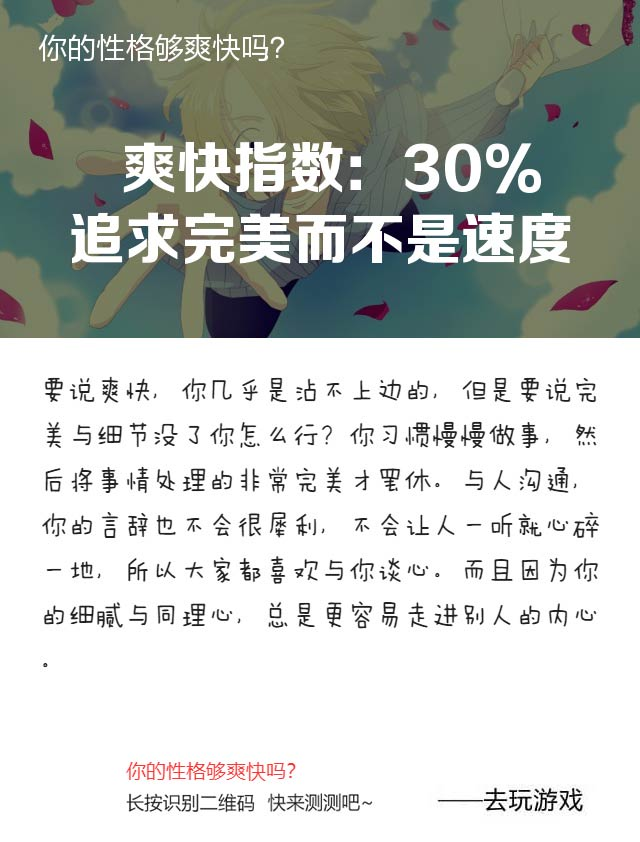 你的性格够爽快吗？
爽快指数：30%
追求完美而不是速度
要说爽快，你几乎是沾不上边的，但是要说完
美与细节没了你怎么行？你习惯慢慢做事，然
后将事情处理的非常完美才罢休。与人沟通，
你的言辞也不会很犀利，不会让人一听就心碎
一地，所以大家都喜欢与你谈心。而且因为你
的细腻与同理心，总是更容易走进别人的内心
。
你的性格够爽快吗？
长按识别二维码 快来测测吧~
——去玩游戏